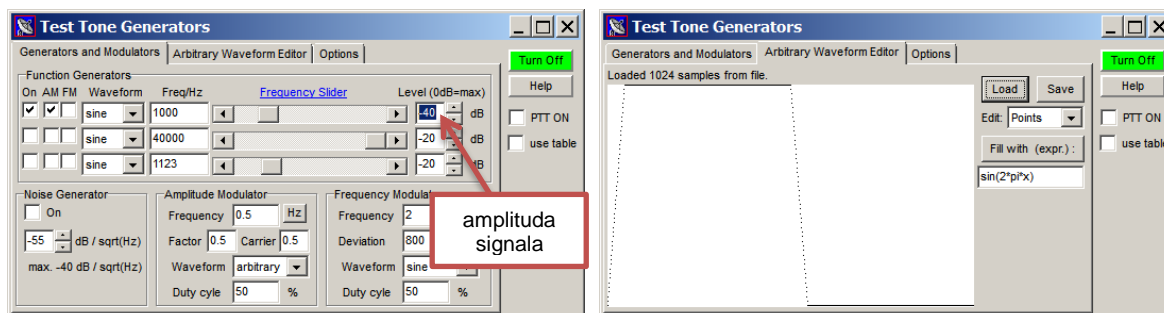 Test Tone Generators
Generators and Modulators Arbitrary Waveform Editor Options
Turn Off
Function Generators
On AM FM Waveform Freq/Hz Frequency Slider Level (0dB=max)
Help
sine 1000 -40 dB
PTT ON
sine 40000 -20 dB
use table
sine 1123 -20 dB
Noise Generator
On
-55 dB / sqrt(Hz)
max. -40 dB / sqrt(Hz)
Amplitude Modulator
Frequency 0.5 Hz
Factor 0.5 Carrier 0.5
Waveform arbitrary
Duty cyle 50 %
Frequency Modulat
Frequency 2
Deviation 800
Waveform sine
Duty cyle 50 %
amplituda
signala
Test Tone Generators
Generators and Modulators Arbitrary Waveform Editor Options
Turn Off
Loaded 1024 samples from file.
Load Save
Help
Edit: Points
PTT ON
Fill with (expr.) :
use table
sin(2*pi*x)